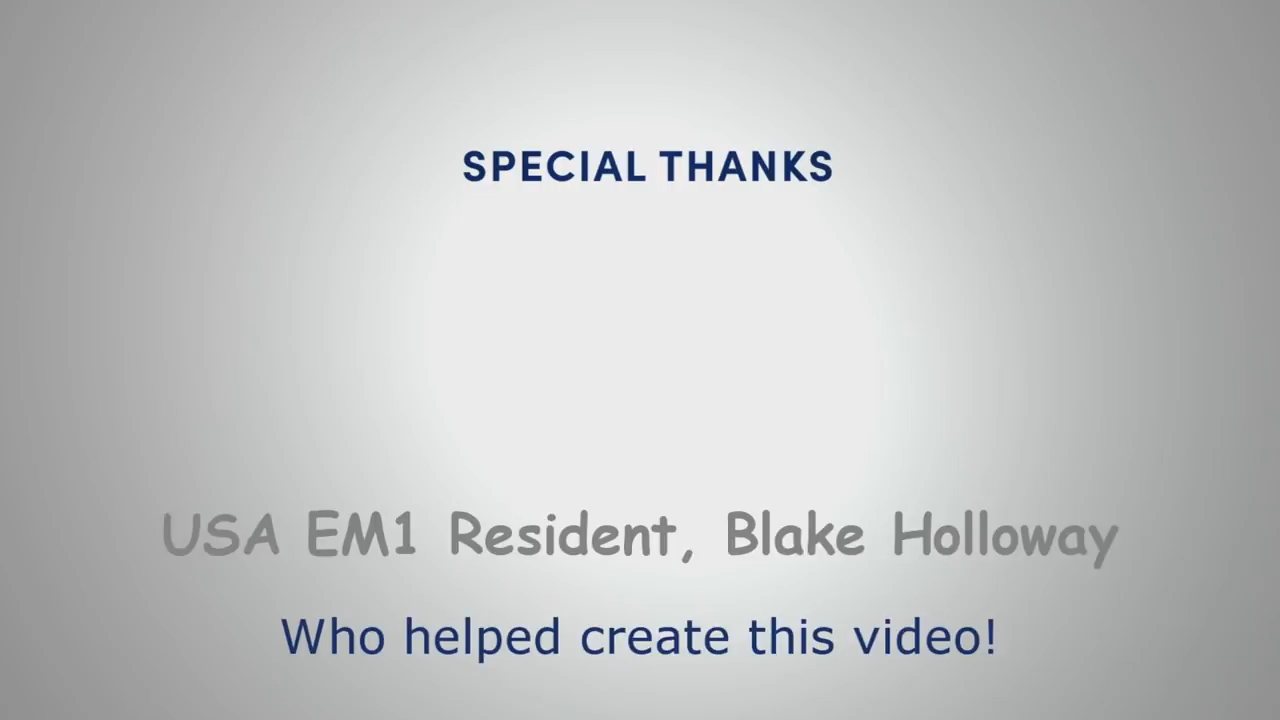 SPECIAL THANKS
USA EM1 Resident, Blake Holloway
Who helped create this video!